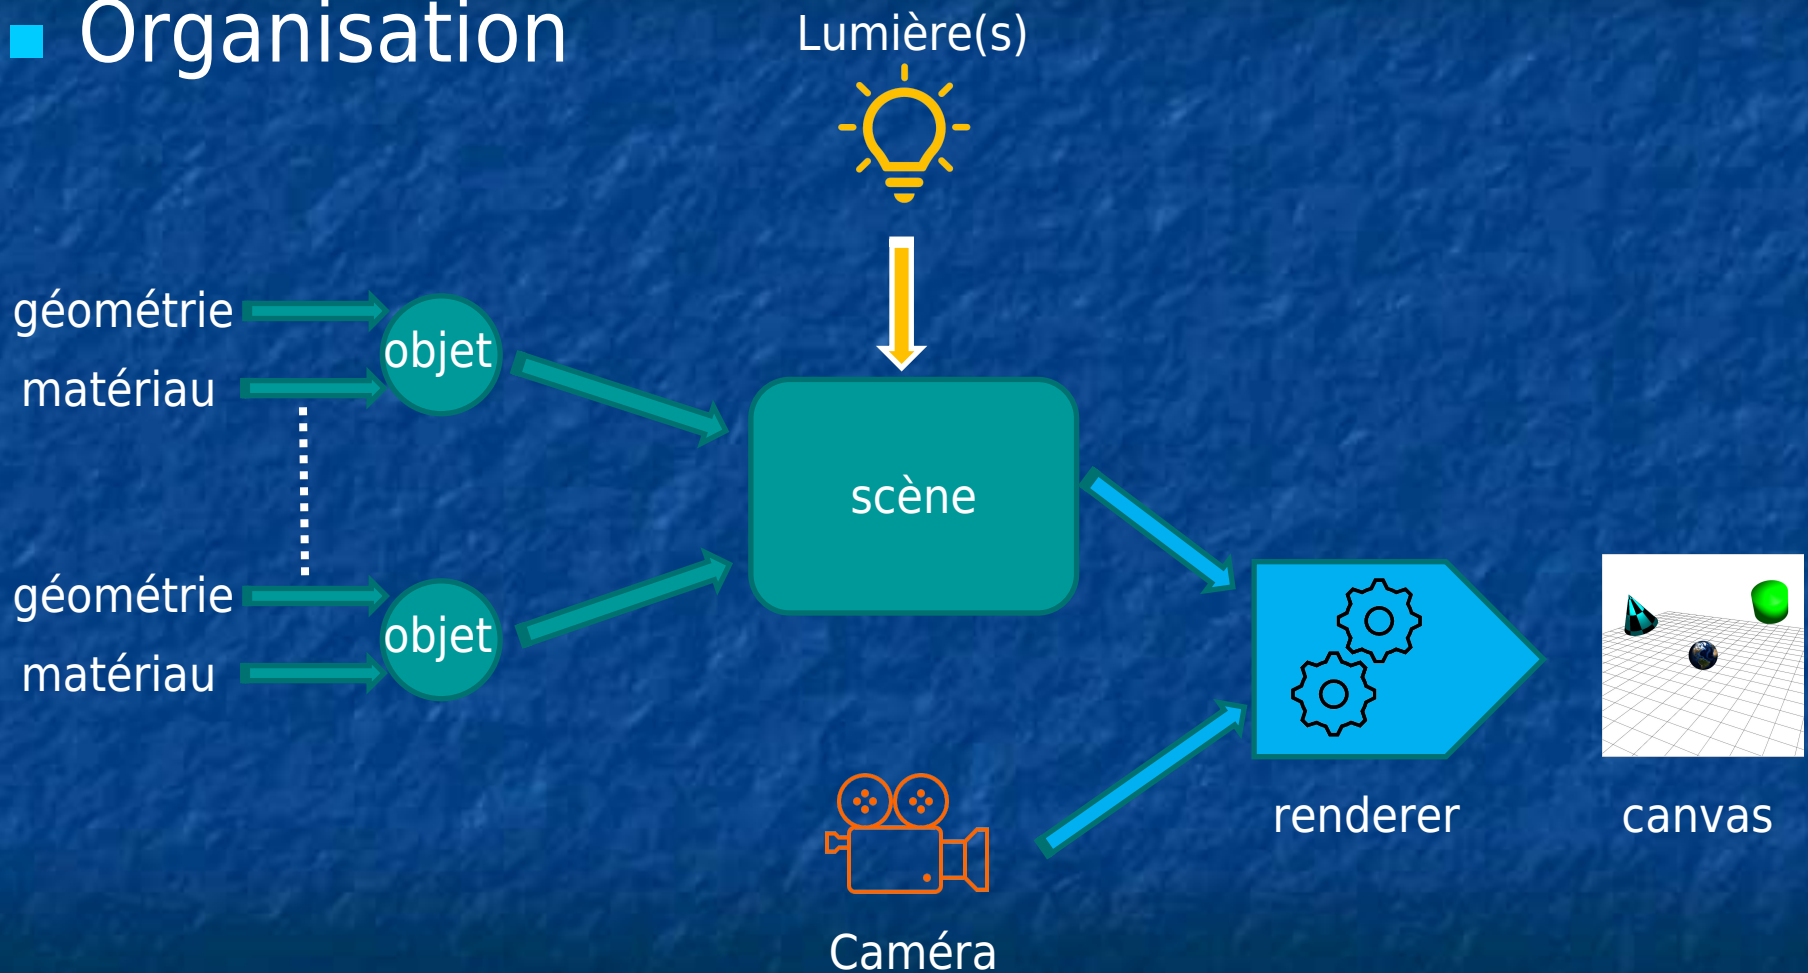 Organisation
Lumière(s)
géométrie
objet
matériau
scène
géométrie
objet
matériau
renderer
canvas
Caméra